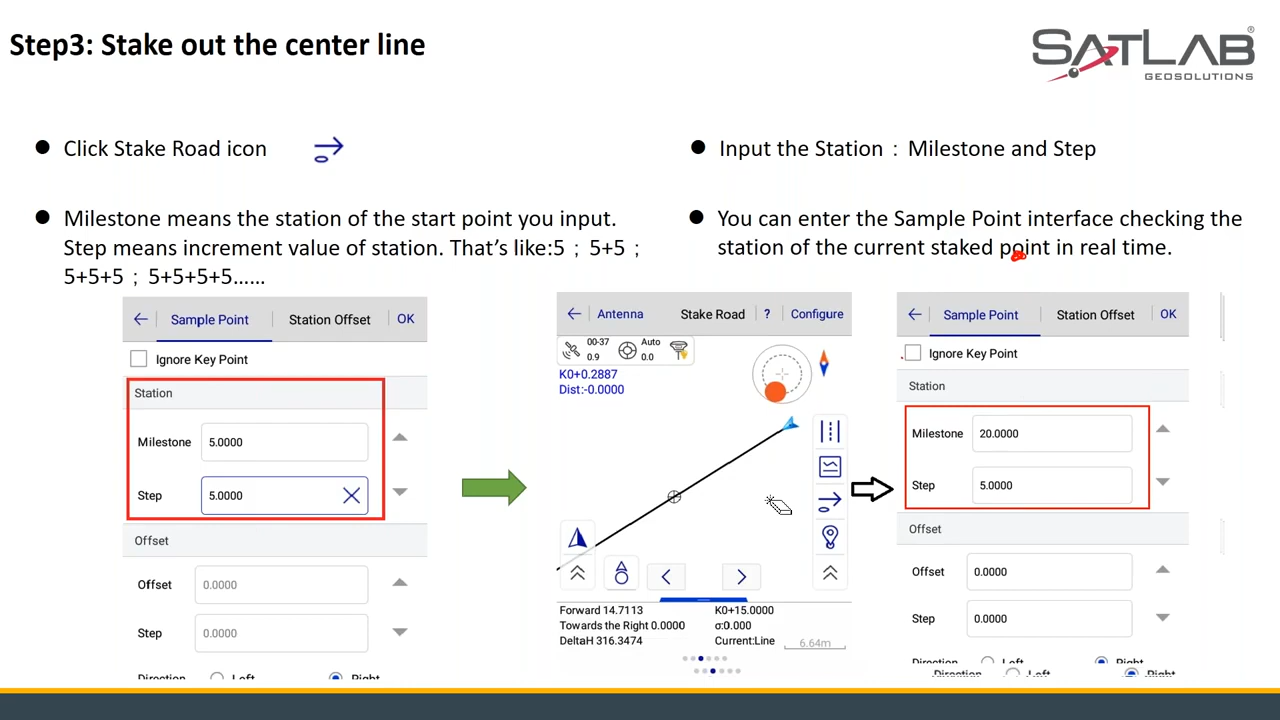 Step3: Stake out the center line
SATLAB®
GEOSOLUTIONS
Click Stake Road icon
Milestone means the station of the start point you input.
Step means increment value of station. That's like:5；5+5；
5+5+5；5+5+5+5......
Input the Station：Milestone and Step
You can enter the Sample Point interface checking the
station of the current staked point in real time.
Sample Point
Station Offset
OK
Ignore Key Point
Station
Milestone
5.0000
Step
5.0000
Offset
Offset
0.0000
Step
0.0000
Direction
Left
Right
Antenna
Stake Road
?
Configure
00-37
0.9
Auto
0.0
K0+0.2887
Dist:-0.0000
Forward 14.7113
K0+15.0000
Towards the Right 0.0000
σ:0.000
DeltaH 316.3474
Current:Line
6.64m
Sample Point
Station Offset
OK
Ignore Key Point
Station
Milestone
20.0000
Step
5.0000
Offset
Offset
0.0000
Step
0.0000
Direction
Left
Right
Direction
Left
Right